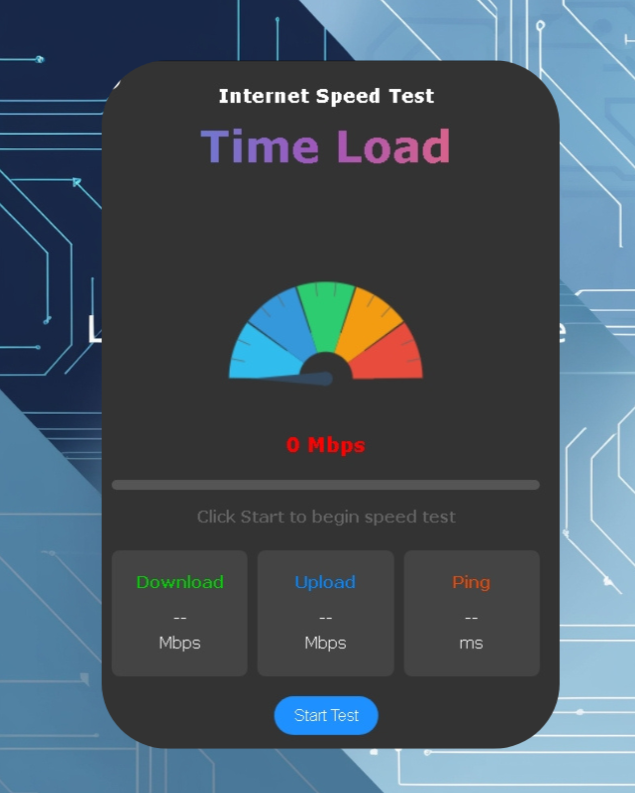 Internet Speed Test
Time Load
0 Mbps
Click Start to begin speed test
Download
--
Mbps
Upload
--
Mbps
Ping
--
ms
Start Test